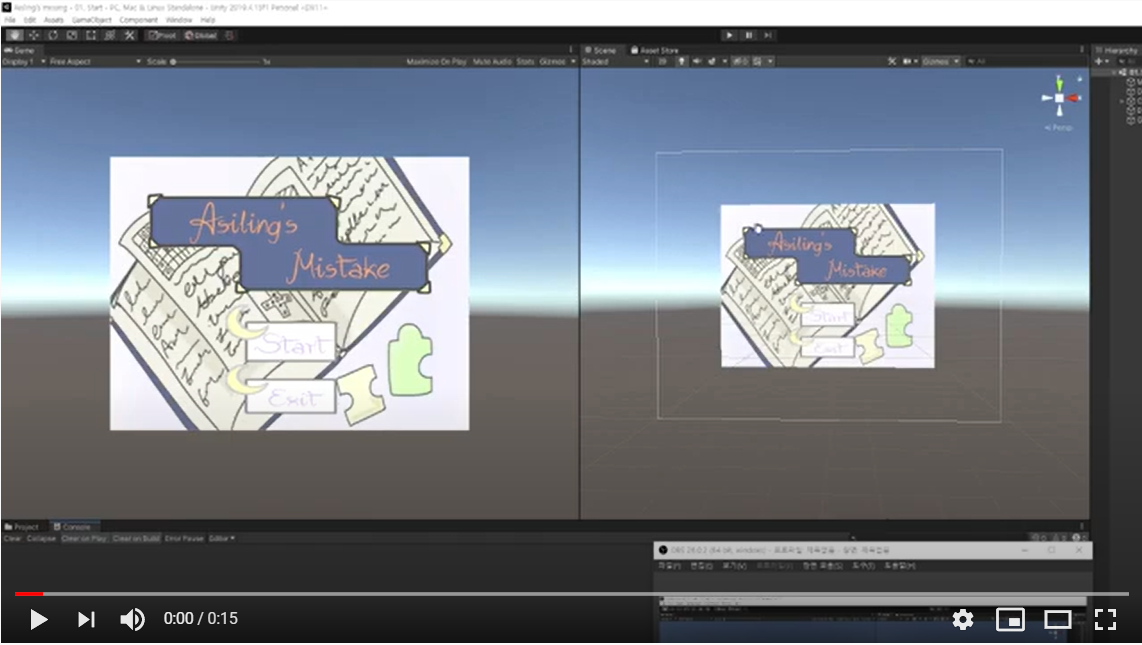 Asiling's missing - 01. Start - PC, Mac & Linux Standalone - Unity 2019.4.15f1 Personal <DX11>
File Edit Assets GameObject Component Window Help
Pivot Global
Game
Scene Asset Store
Hierarchy
Display 1 Free Aspect Scale 1x Maximize On Play Mute Audio Stats Gizmos
Shaded 2D Gizmos All
Persp
Asiling's
Mistake
Start
Exit
Asiling's
Mistake
Start
Exit
Project Console
Clear Collapse Clear on Play Clear on Build Error Pause Editor
OBS 26.0.2 (64-bit, windows) - 프로파일: 제목없음 - 장면: 제목없음
파일(F) 편집(E) 보기(V) 프로파일(P) 장면 모음(S) 도구(T) 도움말(H)
0:00 / 0:15